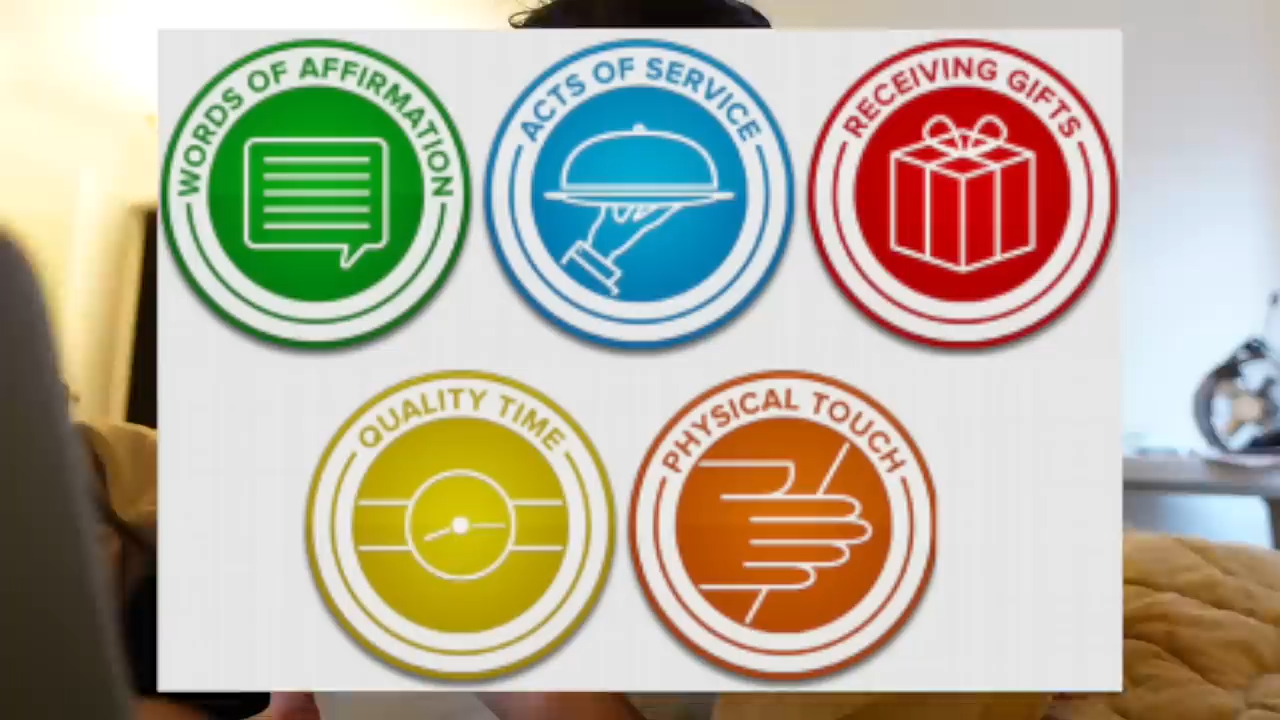 WORDS OF AFFIRMATION
ACTS OF SERVICE
RECEIVING GIFTS
QUALITY TIME
PHYSICAL TOUCH